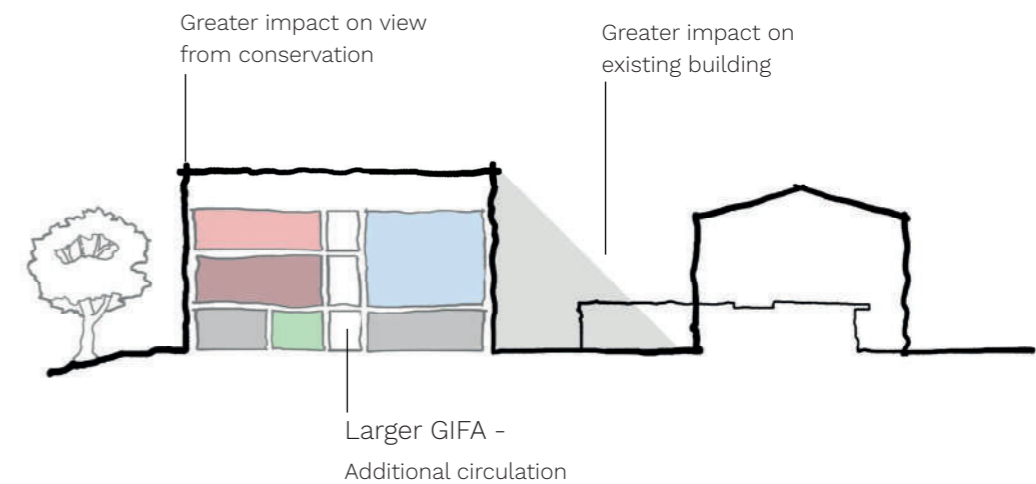 Greater impact on view
from conservation
Greater impact on
existing building
Larger GIFA -
Additional circulation